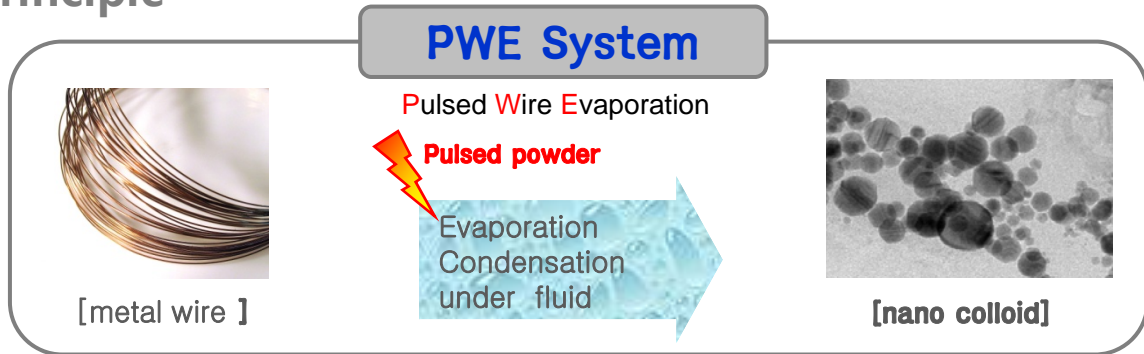 PWE System
Pulsed Wire Evaporation
Pulsed powder
Evaporation
Condensation
under fluid
[metal wire ]
[nano colloid]